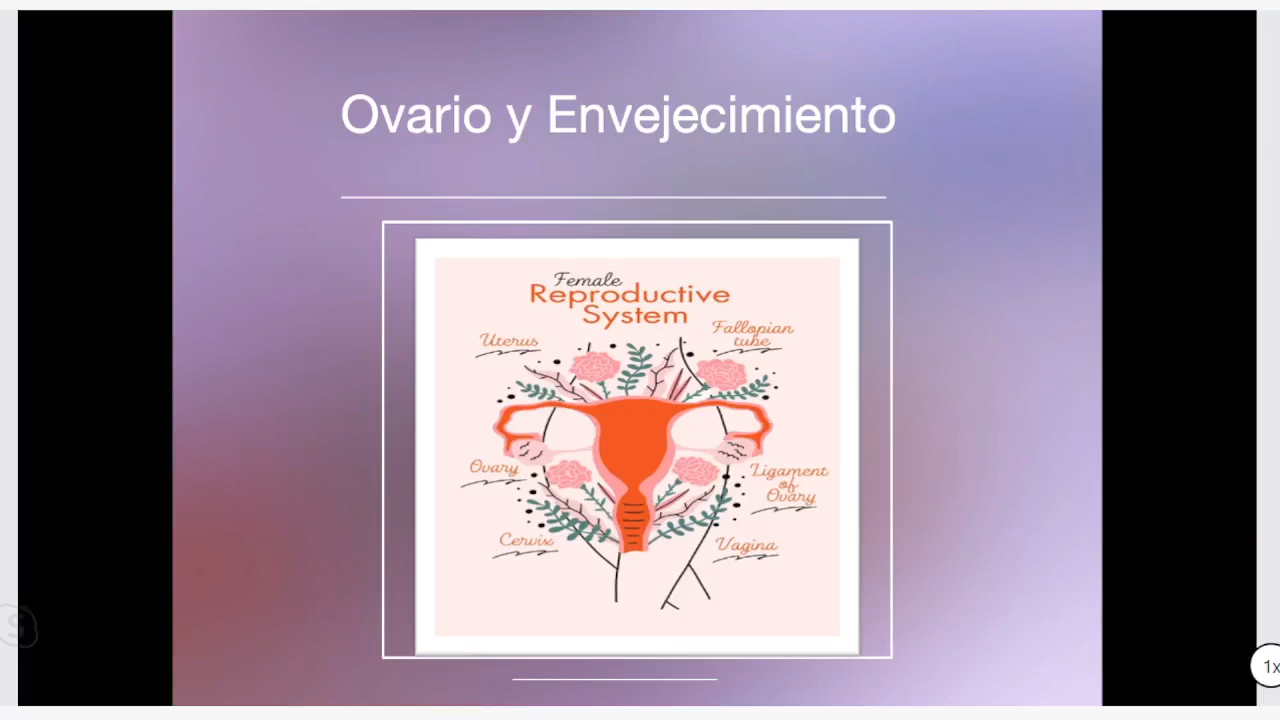 Ovario y Envejecimiento
Female
Reproductive
System
Uterus
Fallopian
tube
Ovary
Ligament
of
Ovary
Cervix
Vagina
S
1x